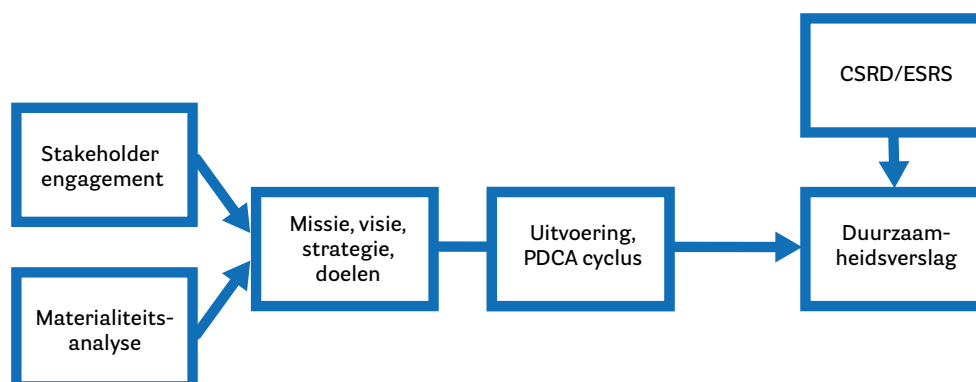 CSRD/ESRS
Stakeholder
engagement
Missie, visie,
strategie,
doelen
Uitvoering,
PDCA cyclus
Duurzaam-
heidsverslag
Materialiteits-
analyse